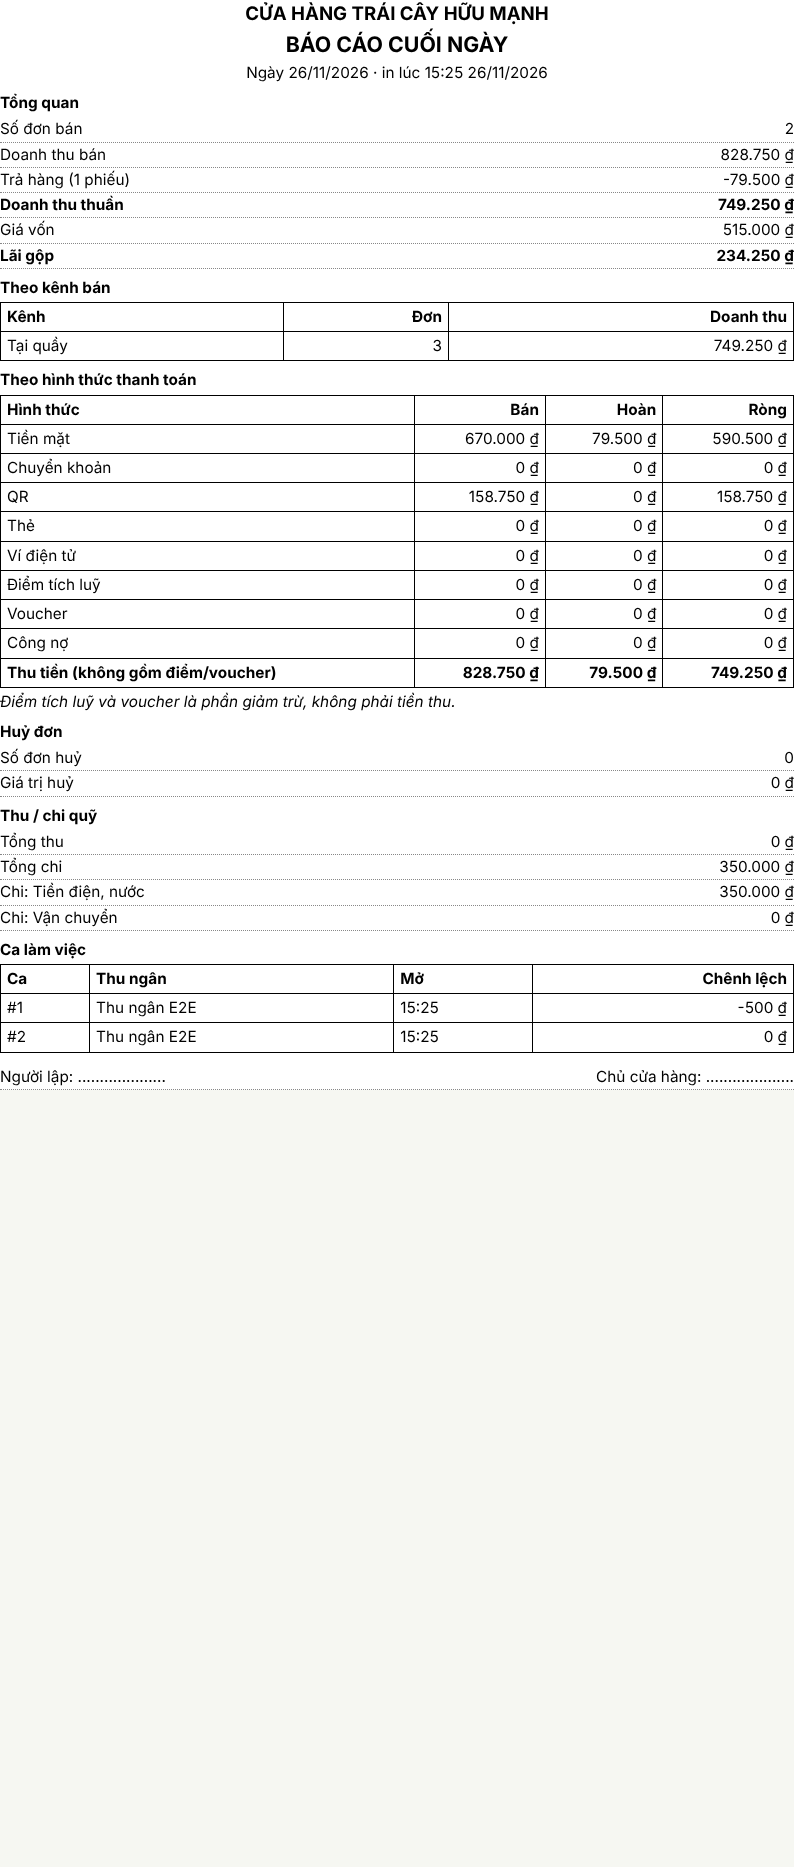 CỬA HÀNG TRÁI CÂY HỮU MẠNH
BÁO CÁO CUỐI NGÀY
Ngày 26/11/2026 · in lúc 15:25 26/11/2026
Tổng quan
Số đơn bán 2
Doanh thu bán 828.750 ₫
Trả hàng (1 phiếu) -79.500 ₫
Doanh thu thuần 749.250 ₫
Giá vốn 515.000 ₫
Lãi gộp 234.250 ₫
Theo kênh bán
Kênh Đơn Doanh thu
Tại quầy 3 749.250 ₫
Theo hình thức thanh toán
Hình thức Bán Hoàn Ròng
Tiền mặt 670.000 ₫ 79.500 ₫ 590.500 ₫
Chuyển khoản 0 ₫ 0 ₫ 0 ₫
QR 158.750 ₫ 0 ₫ 158.750 ₫
Thẻ 0 ₫ 0 ₫ 0 ₫
Ví điện tử 0 ₫ 0 ₫ 0 ₫
Điểm tích luỹ 0 ₫ 0 ₫ 0 ₫
Voucher 0 ₫ 0 ₫ 0 ₫
Công nợ 0 ₫ 0 ₫ 0 ₫
Thu tiền (không gồm điểm/voucher) 828.750 ₫ 79.500 ₫ 749.250 ₫
Điểm tích luỹ và voucher là phần giảm trừ, không phải tiền thu.
Huỷ đơn
Số đơn huỷ 0
Giá trị huỷ 0 ₫
Thu / chi quỹ
Tổng thu 0 ₫
Tổng chi 350.000 ₫
Chi: Tiền điện, nước 350.000 ₫
Chi: Vận chuyển 0 ₫
Ca làm việc
Ca Thu ngân Mở Chênh lệch
#1 Thu ngân E2E 15:25 -500 ₫
#2 Thu ngân E2E 15:25 0 ₫
Người lập: .................... Chủ cửa hàng: ....................